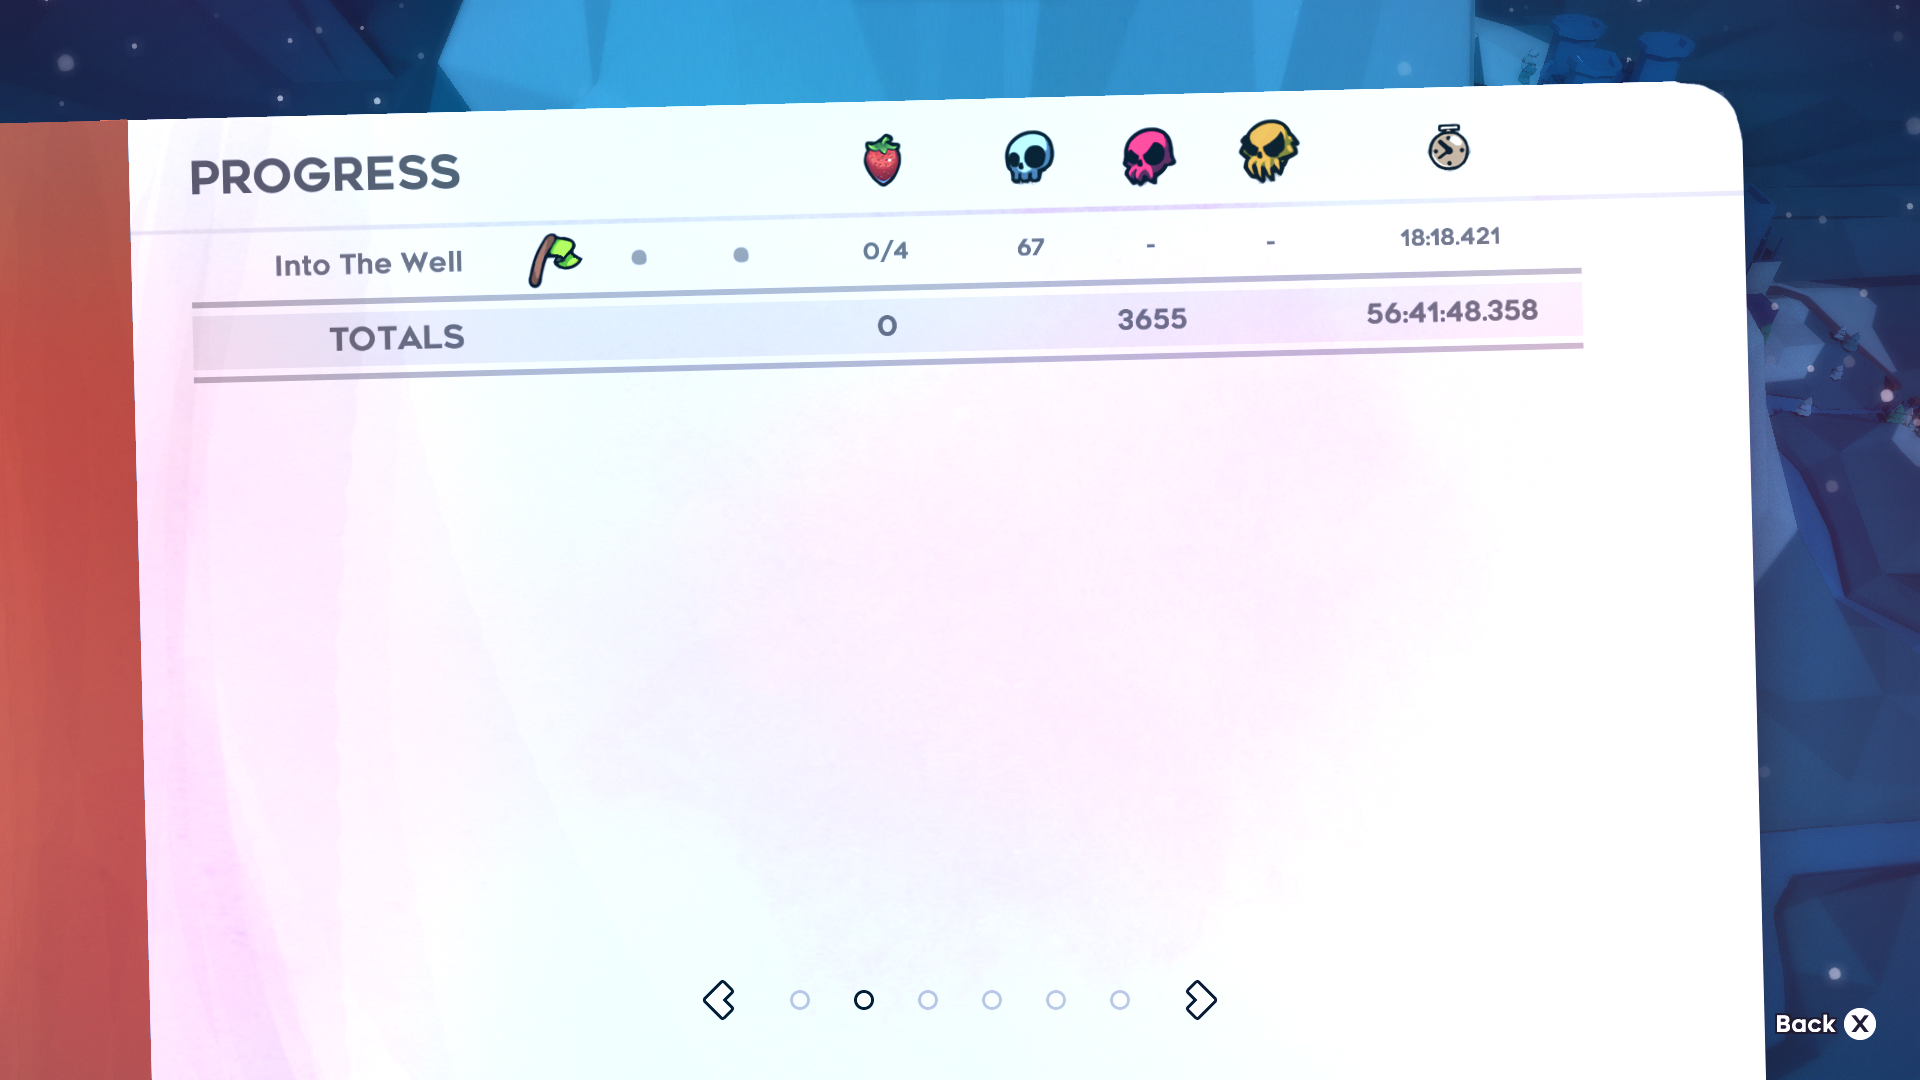 PROGRESS
Into The Well 0/4 67 - - 18:18.421
TOTALS 0 3655 56:41:48.358
Back X